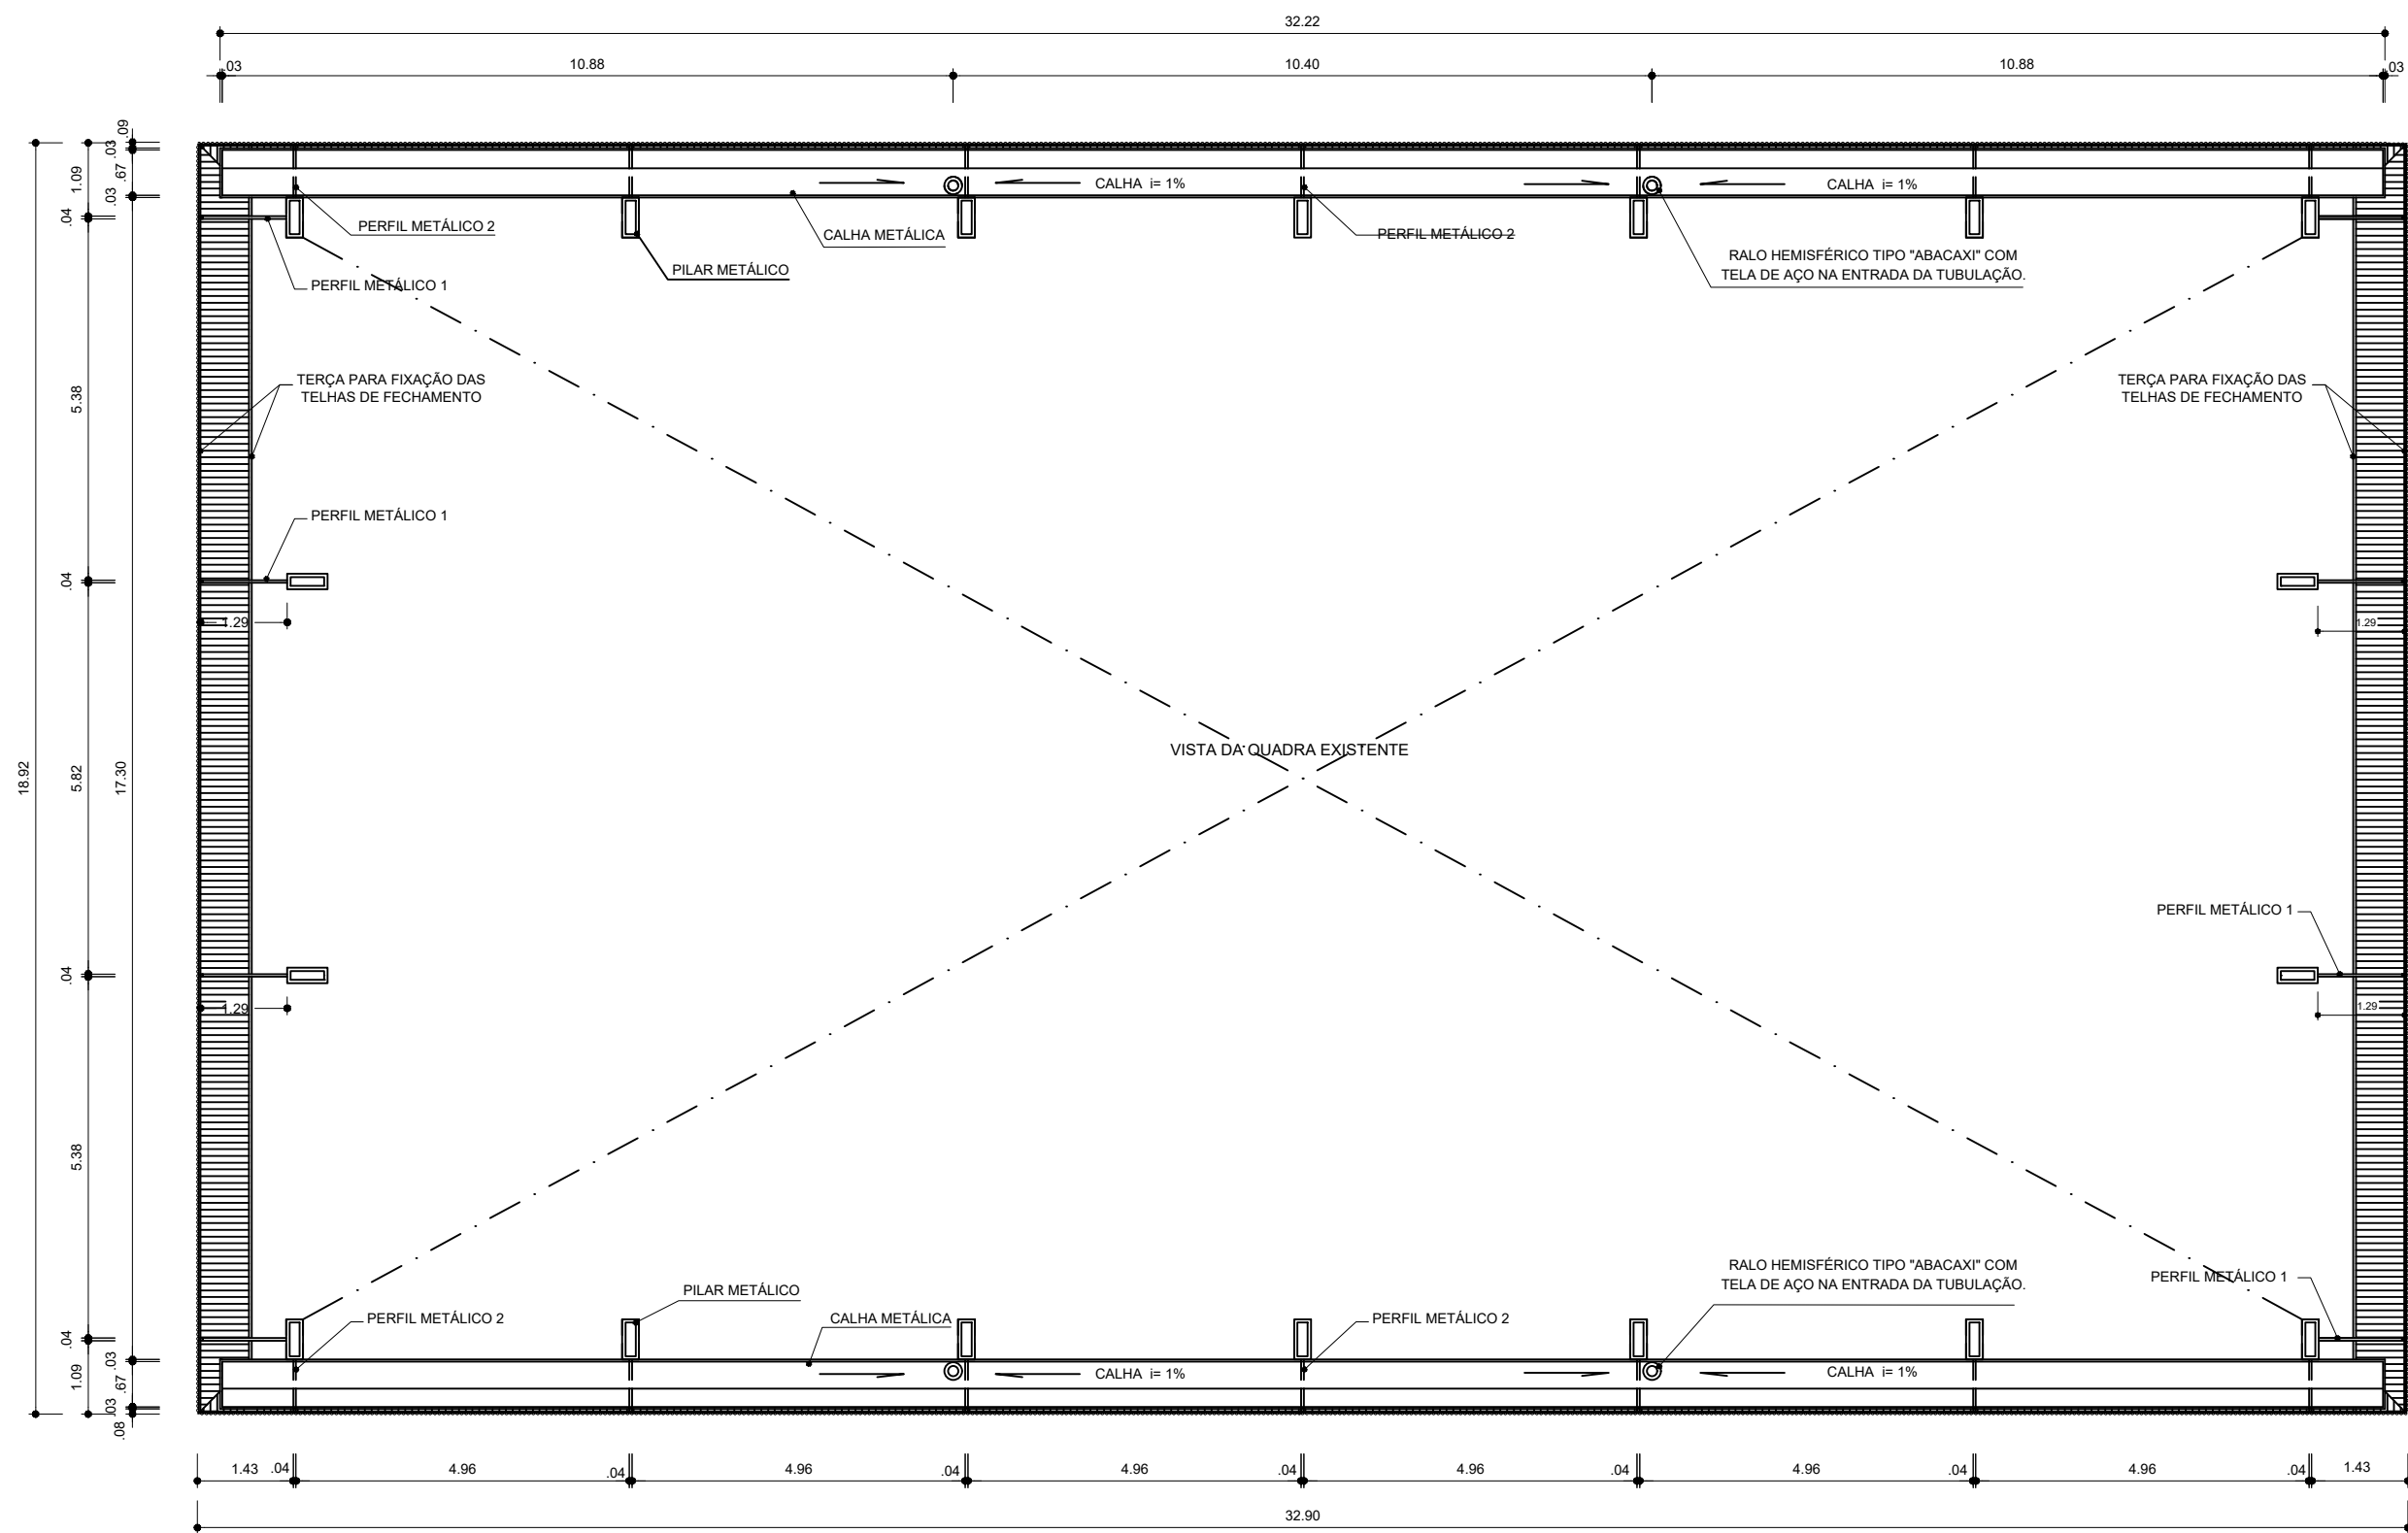 32.22
.03
10.88
10.40
10.88
.03
.09
.03
.67
.03
1.09
.04
5.38
.04
5.82
17.30
18.92
.04
5.38
.04
1.09
.03
.67
.03
.08
CALHA i= 1%
CALHA i= 1%
PERFIL METÁLICO 2
CALHA METÁLICA
PERFIL METÁLICO 2
PILAR METÁLICO
PERFIL METÁLICO 1
RALO HEMISFÉRICO TIPO "ABACAXI" COM
TELA DE AÇO NA ENTRADA DA TUBULAÇÃO.
TERÇA PARA FIXAÇÃO DAS
TELHAS DE FECHAMENTO
TERÇA PARA FIXAÇÃO DAS
TELHAS DE FECHAMENTO
PERFIL METÁLICO 1
1.29
1.29
VISTA DA QUADRA EXISTENTE
PERFIL METÁLICO 1
1.29
1.29
RALO HEMISFÉRICO TIPO "ABACAXI" COM
TELA DE AÇO NA ENTRADA DA TUBULAÇÃO.
PERFIL METÁLICO 1
PILAR METÁLICO
PERFIL METÁLICO 2
CALHA METÁLICA
PERFIL METÁLICO 2
CALHA i= 1%
CALHA i= 1%
1.43
.04
4.96
.04
4.96
.04
4.96
.04
4.96
.04
4.96
.04
4.96
.04
1.43
32.90